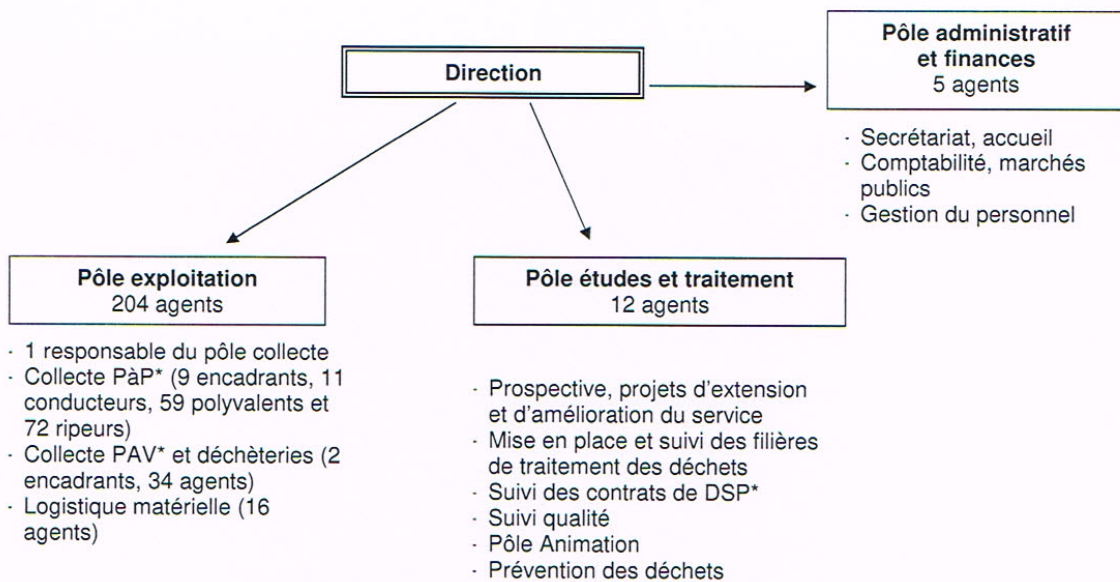 Direction
Pôle administratif
et finances
5 agents
· Secrétariat, accueil
· Comptabilité, marchés
publics
· Gestion du personnel
Pôle exploitation
204 agents
· 1 responsable du pôle collecte
· Collecte PàP* (9 encadrants, 11
conducteurs, 59 polyvalents et
72 ripeurs)
· Collecte PAV* et déchèteries (2
encadrants, 34 agents)
· Logistique matérielle (16
agents)
Pôle études et traitement
12 agents
· Prospective, projets d'extension
et d'amélioration du service
· Mise en place et suivi des filières
de traitement des déchets
· Suivi des contrats de DSP*
· Suivi qualité
· Pôle Animation
· Prévention des déchets